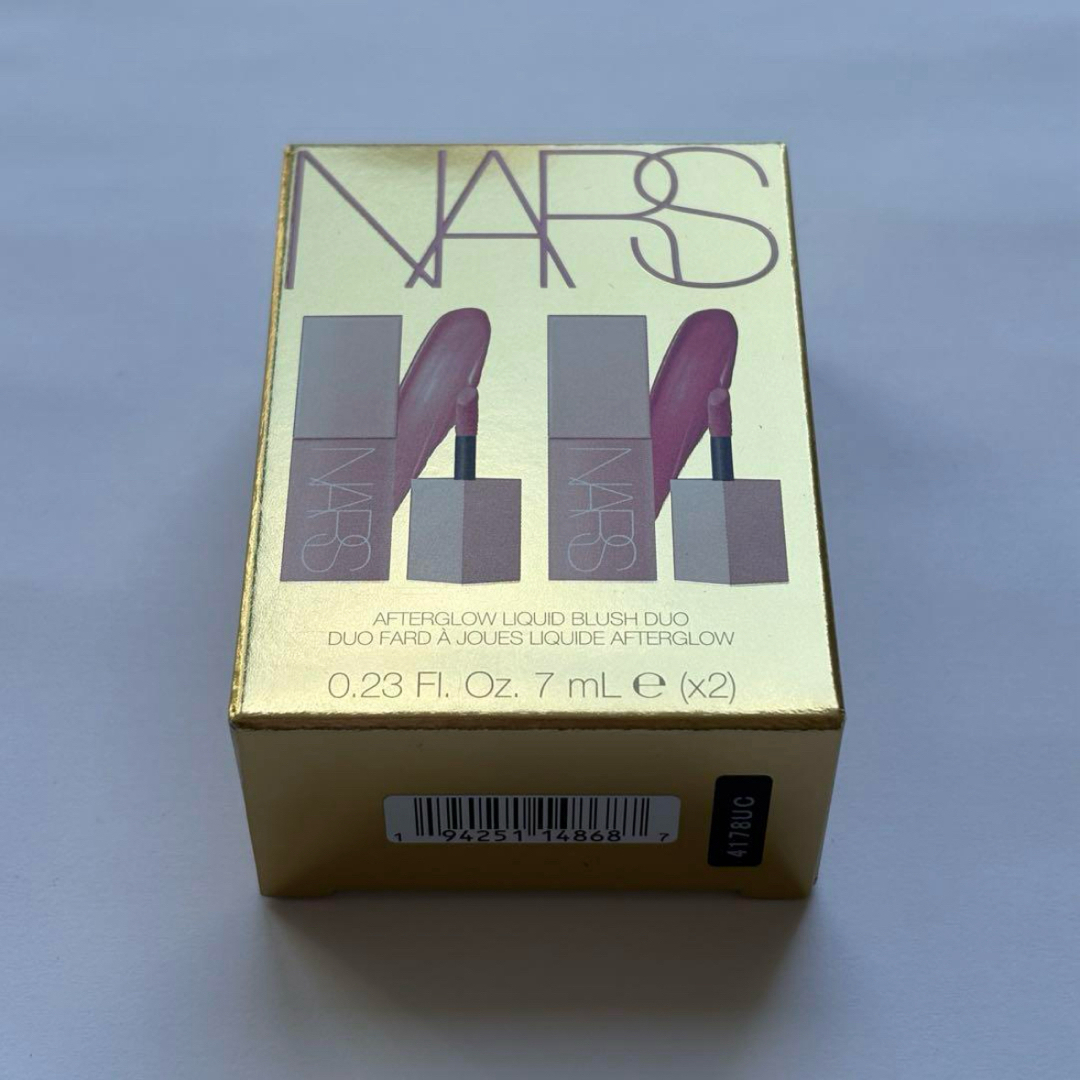 NARS
NARS
NARS
AFTERGLOW LIQUID BLUSH DUO
DUO FARD À JOUES LIQUIDE AFTERGLOW
0.23 Fl. Oz. 7 mL ℮ (x2)
1 94251 14868 7
4178UC